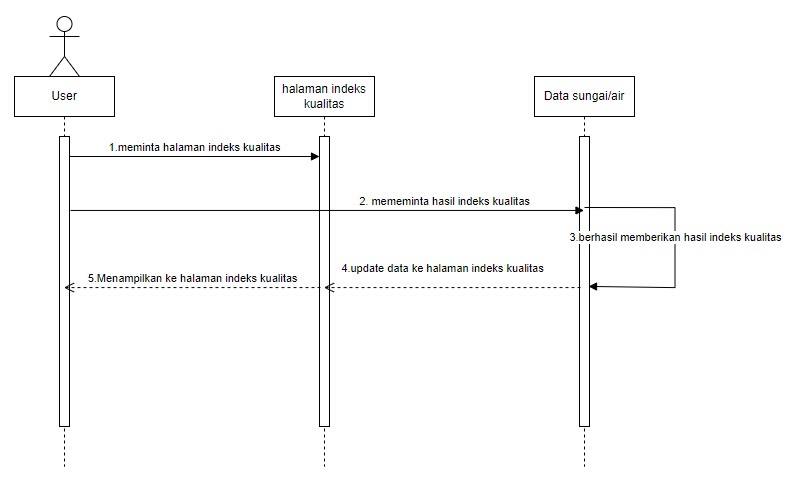 User
halaman indeks
kualitas
Data sungai/air
1.meminta halaman indeks kualitas
2. mememinta hasil indeks kualitas
3.berhasil memberikan hasil indeks kualitas
4.update data ke halaman indeks kualitas
5.Menampilkan ke halaman indeks kualitas